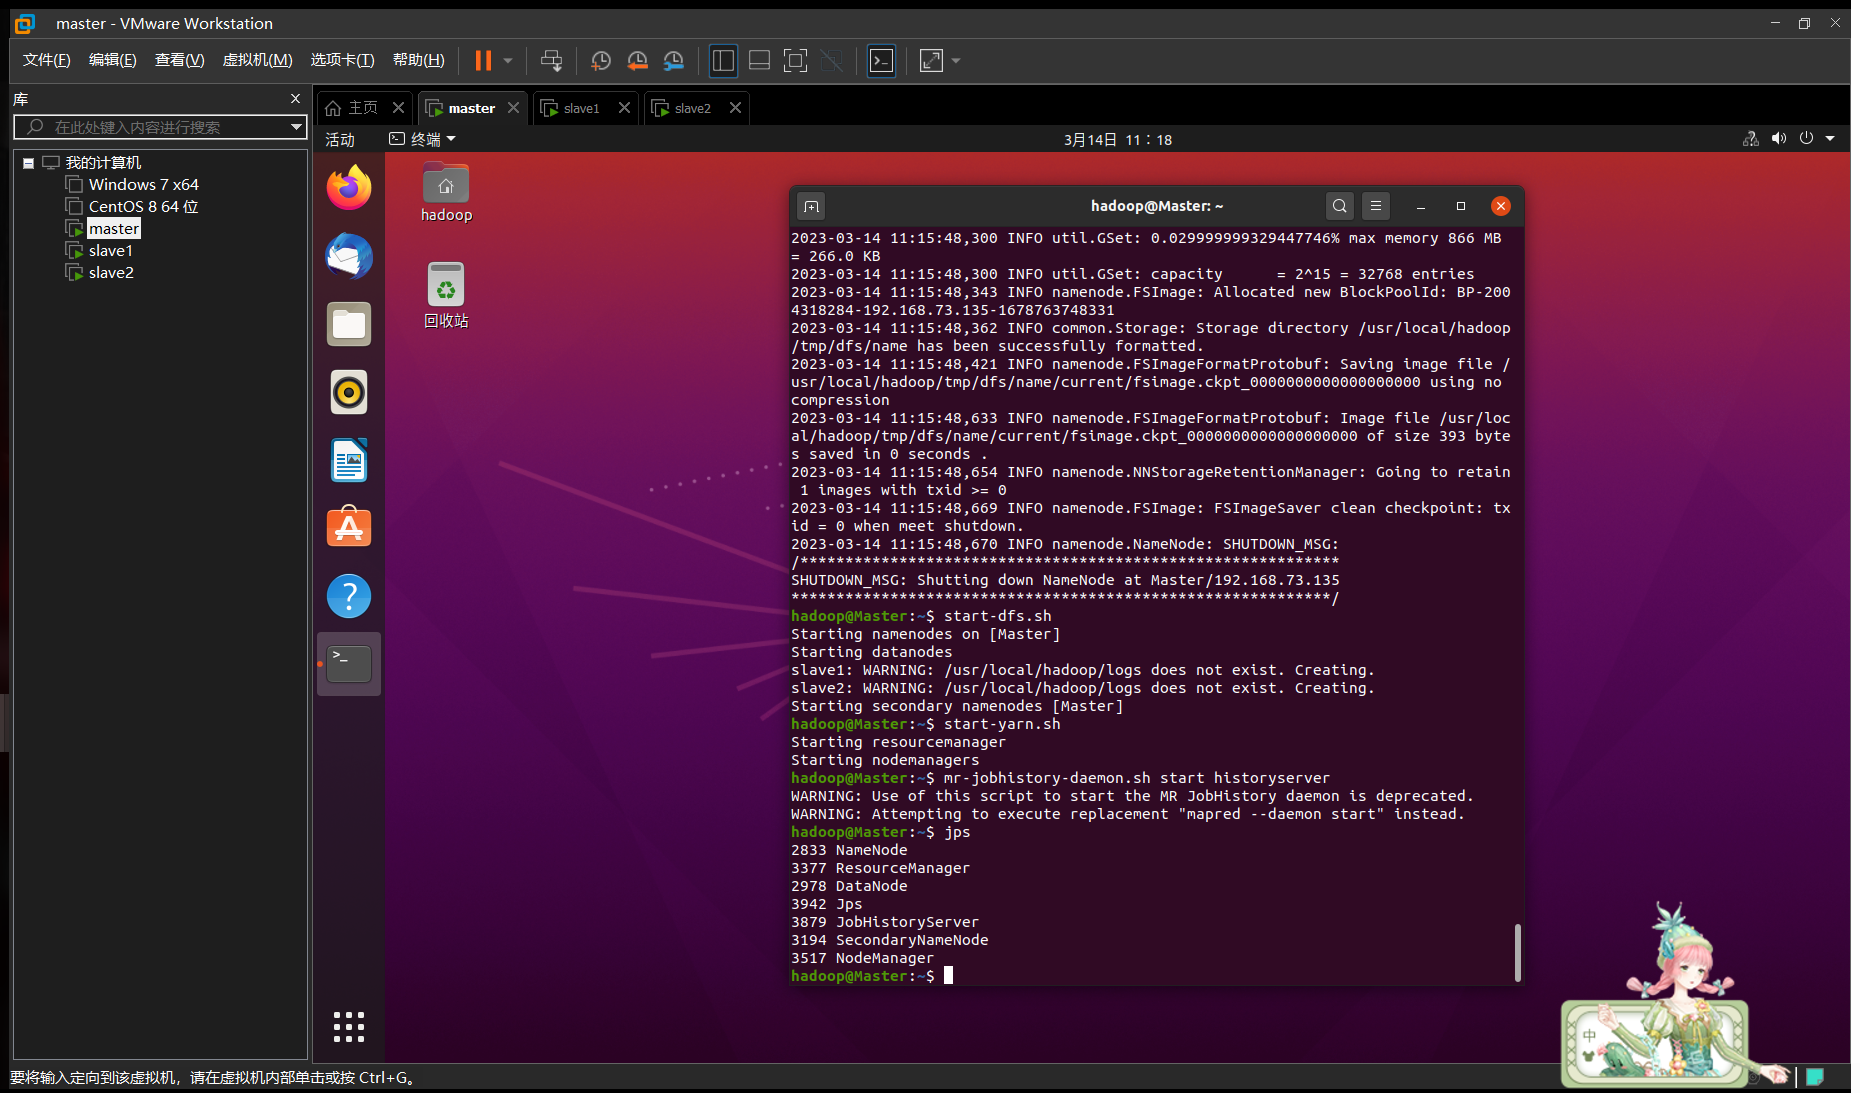 master - VMware Workstation
文件(F) 编辑(E) 查看(V) 虚拟机(M) 选项卡(T) 帮助(H)
库
在此处键入内容进行搜索
我的计算机
Windows 7 x64
CentOS 8 64 位
master
slave1
slave2
主页 master slave1 slave2
活动 终端 3月14日 11：18
hadoop
回收站
hadoop@Master: ~
2023-03-14 11:15:48,300 INFO util.GSet: 0.029999999329447746% max memory 866 MB
= 266.0 KB
2023-03-14 11:15:48,300 INFO util.GSet: capacity      = 2^15 = 32768 entries
2023-03-14 11:15:48,343 INFO namenode.FSImage: Allocated new BlockPoolId: BP-200
4318284-192.168.73.135-1678763748331
2023-03-14 11:15:48,362 INFO common.Storage: Storage directory /usr/local/hadoop
/tmp/dfs/name has been successfully formatted.
2023-03-14 11:15:48,421 INFO namenode.FSImageFormatProtobuf: Saving image file /
usr/local/hadoop/tmp/dfs/name/current/fsimage.ckpt_0000000000000000000 using no
compression
2023-03-14 11:15:48,633 INFO namenode.FSImageFormatProtobuf: Image file /usr/loc
al/hadoop/tmp/dfs/name/current/fsimage.ckpt_0000000000000000000 of size 393 byte
s saved in 0 seconds .
2023-03-14 11:15:48,654 INFO namenode.NNStorageRetentionManager: Going to retain
 1 images with txid >= 0
2023-03-14 11:15:48,669 INFO namenode.FSImage: FSImageSaver clean checkpoint: tx
id = 0 when meet shutdown.
2023-03-14 11:15:48,670 INFO namenode.NameNode: SHUTDOWN_MSG:
/************************************************************
SHUTDOWN_MSG: Shutting down NameNode at Master/192.168.73.135
************************************************************/
hadoop@Master:~$ start-dfs.sh
Starting namenodes on [Master]
Starting datanodes
slave1: WARNING: /usr/local/hadoop/logs does not exist. Creating.
slave2: WARNING: /usr/local/hadoop/logs does not exist. Creating.
Starting secondary namenodes [Master]
hadoop@Master:~$ start-yarn.sh
Starting resourcemanager
Starting nodemanagers
hadoop@Master:~$ mr-jobhistory-daemon.sh start historyserver
WARNING: Use of this script to start the MR JobHistory daemon is deprecated.
WARNING: Attempting to execute replacement "mapred --daemon start" instead.
hadoop@Master:~$ jps
2833 NameNode
3377 ResourceManager
2978 DataNode
3942 Jps
3879 JobHistoryServer
3194 SecondaryNameNode
3517 NodeManager
hadoop@Master:~$
中
要将输入定向到该虚拟机，请在虚拟机内部单击或按 Ctrl+G。